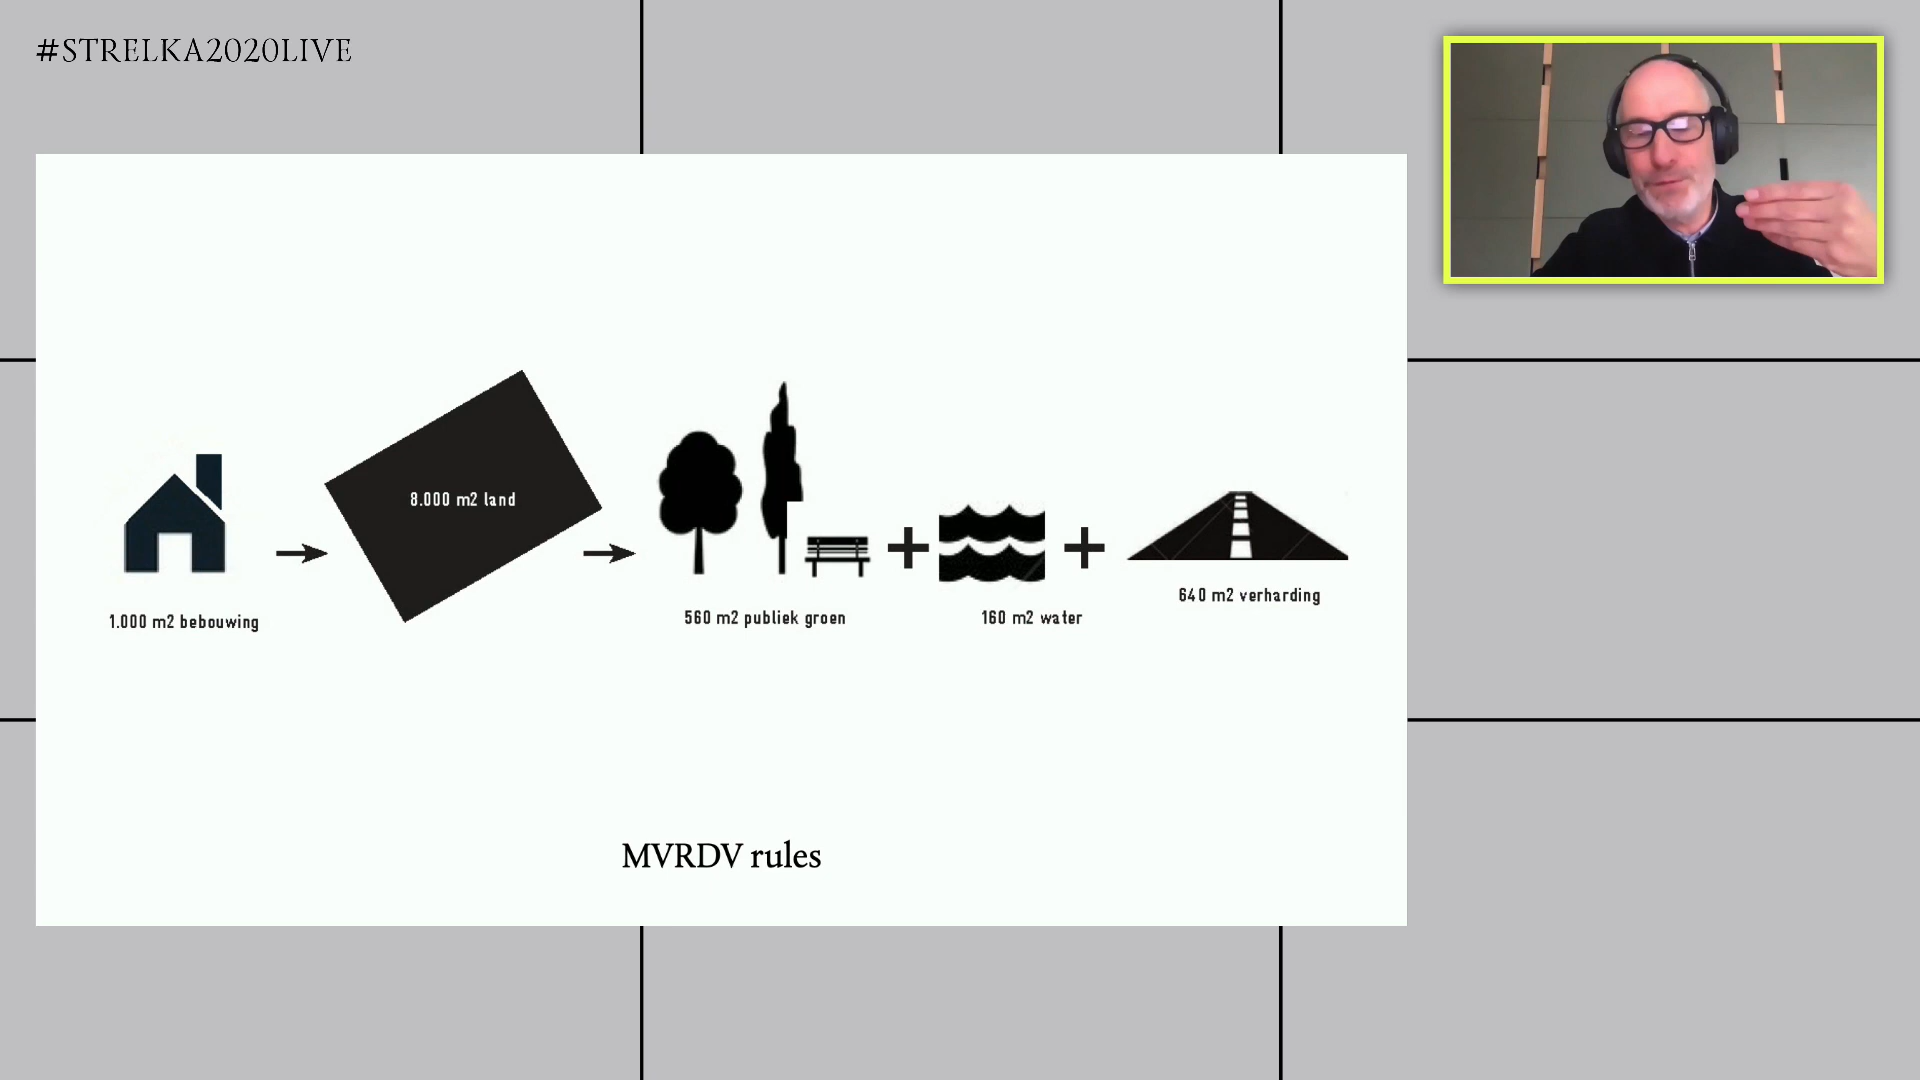 #STRELKA2020LIVE
8.000 m2 land
1.000 m2 bebouwing
560 m2 publiek groen
160 m2 water
640 m2 verharding
MVRDV rules